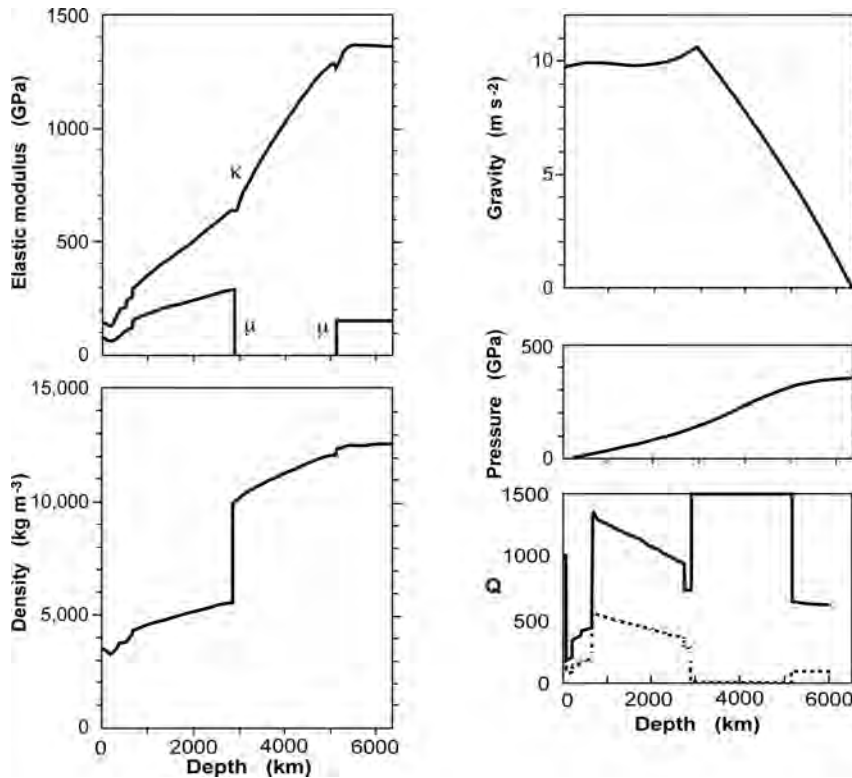 1500
1000
500
0
Elastic modulus (GPa)
κ
μ
μ
15,000
10,000
5,000
0
Density (kg m-3)
0
2000
4000
6000
Depth (km)
10
5
0
Gravity (m s-2)
500
0
Pressure (GPa)
1500
1000
500
0
Q
0
2000
4000
6000
Depth (km)